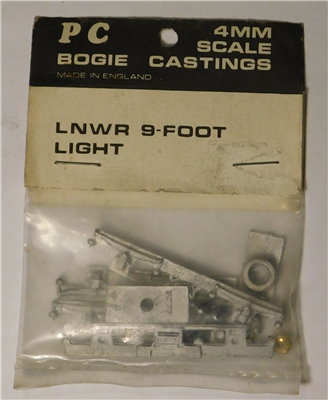 PC
4MM
SCALE
BOGIE CASTINGS
MADE IN ENGLAND
LNWR 9-FOOT
LIGHT